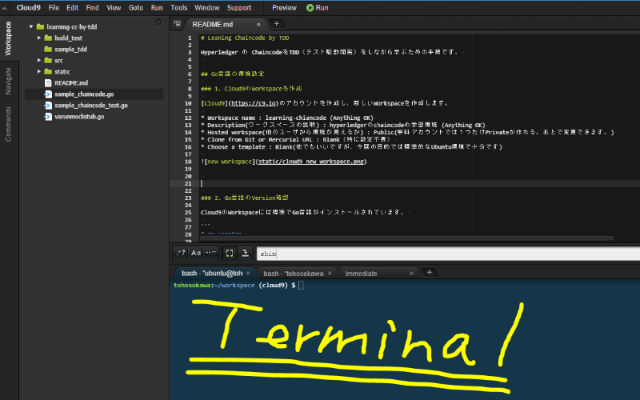 Cloud9 File Edit Find View Goto Run Tools Window Support Preview Run
Workspace
Navigate
Commands
learning-cc-by-tdd
build_test
sample_tdd
src
static
README.md
sample_chaincode.go
sample_chaincode_test.go
varunmockstub.go
README.md
1 # Leaning Chaincode by TDD
2
3 Hyperledger の ChaincodeをTDD（テスト駆動開発）をしながら学ぶための手順です。
4
5
6 ## Go言語の環境設定
7
8 ### 1. Cloud9のWorkspaceを作成
9
10 [cloud9](https://c9.io)のアカウントを作成し、新しいWorkspaceを作成します。
11
12 * Workspace name : learning-chiancode (Anything OK)
13 * Description(ワークスペースの説明) : hyperledgerのchaincodeの学習環境 (Anything OK)
14 * Hosted workspace(他のユーザから環境が見えるか) : Public(無料アカウントでは１つだけPrivateが作れる。あとで変更できます。)
15 * Clone from Git or Mercurial URL : Blank (特に設定不要)
16 * Choose a template : Blank(他でもいいですが、今回の目的では標準的なUbuntu環境で十分です)
17
18 ![new workspace](static/cloud9_new_workspace.png)
19
20
21
22
23 ### 2. Go言語のVersion確認
24
25 Cloud9のWorkspaceには標準でGo言語がインストールされています。
26
27 ```
28
.* Aa
bash - "ubuntu@toh bash - "tohosokawa- Immediate
tohosokawa:~/workspace (cloud9) $
Terminal